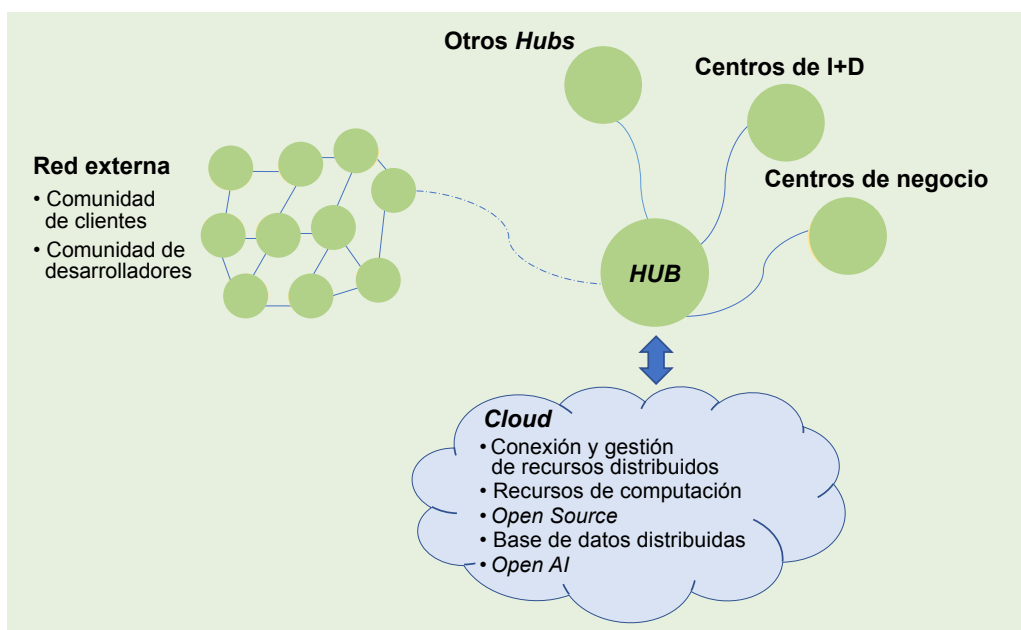 Otros Hubs
Centros de I+D
Centros de negocio
Red externa
• Comunidad
de clientes
• Comunidad de
desarrolladores
HUB
Cloud
• Conexión y gestión
de recursos distribuidos
• Recursos de computación
• Open Source
• Base de datos distribuidas
• Open AI